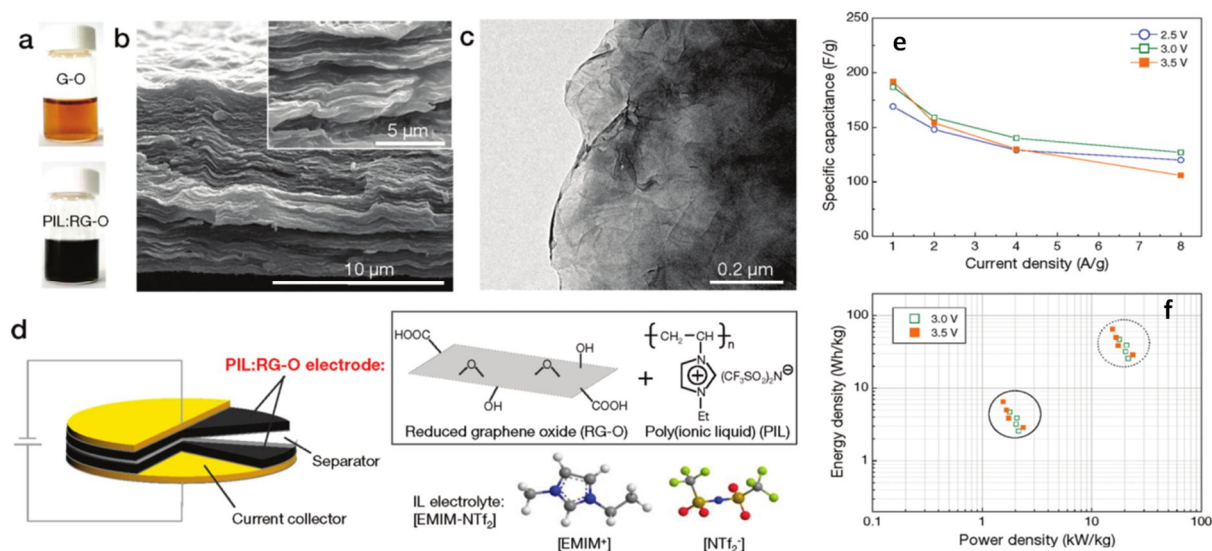 a
G-O
PIL:RG-O
b
5 µm
10 µm
c
0.2 µm
d
PIL:RG-O electrode:
Separator
Current collector
HOOC
O
O
OH
OH
COOH
Reduced graphene oxide (RG-O)
+
CH₂-CH
n
N
+
N
Et
(CF₃SO₂)₂N⊖
Poly(ionic liquid) (PIL)
IL electrolyte:
[EMIM-NTf₂]
[EMIM⁺]
[NTf₂⁻]
e
2.5 V
3.0 V
3.5 V
Specific capacitance (F/g)
250
200
150
100
50
1 2 3 4 5 6 7 8
Current density (A/g)
f
3.0 V
3.5 V
Energy density (Wh/kg)
100
10
1
0.1 1 10 100
Power density (kW/kg)